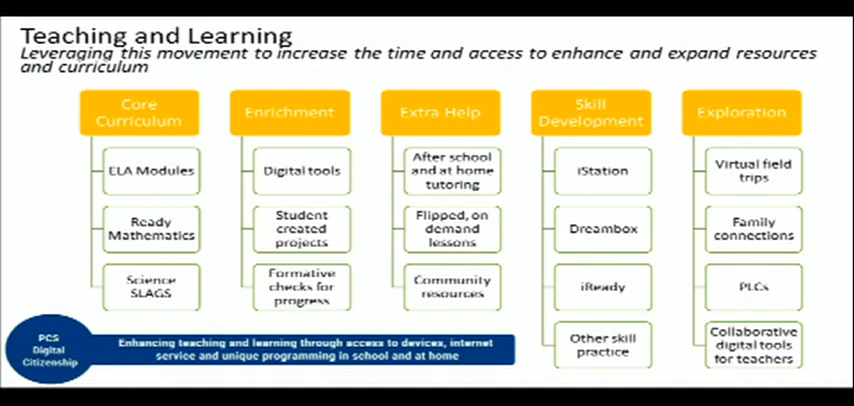 Teaching and Learning
Leveraging this movement to increase the time and access to enhance and expand resources
and curriculum
Core
Curriculum
ELA Modules
Ready
Mathematics
Science
SLAGS
Enrichment
Digital tools
Student
created
projects
Formative
checks for
progress
Extra Help
After school
and at home
tutoring
Flipped, on
demand
lessons
Community
resources
Skill
Development
iStation
Dreambox
iReady
Other skill
practice
Exploration
Virtual field
trips
Family
connections
PLCs
Collaborative
digital tools
for teachers
PCS
Digital
Citizenship
Enhancing teaching and learning through access to devices, internet
service and unique programming in school and at home